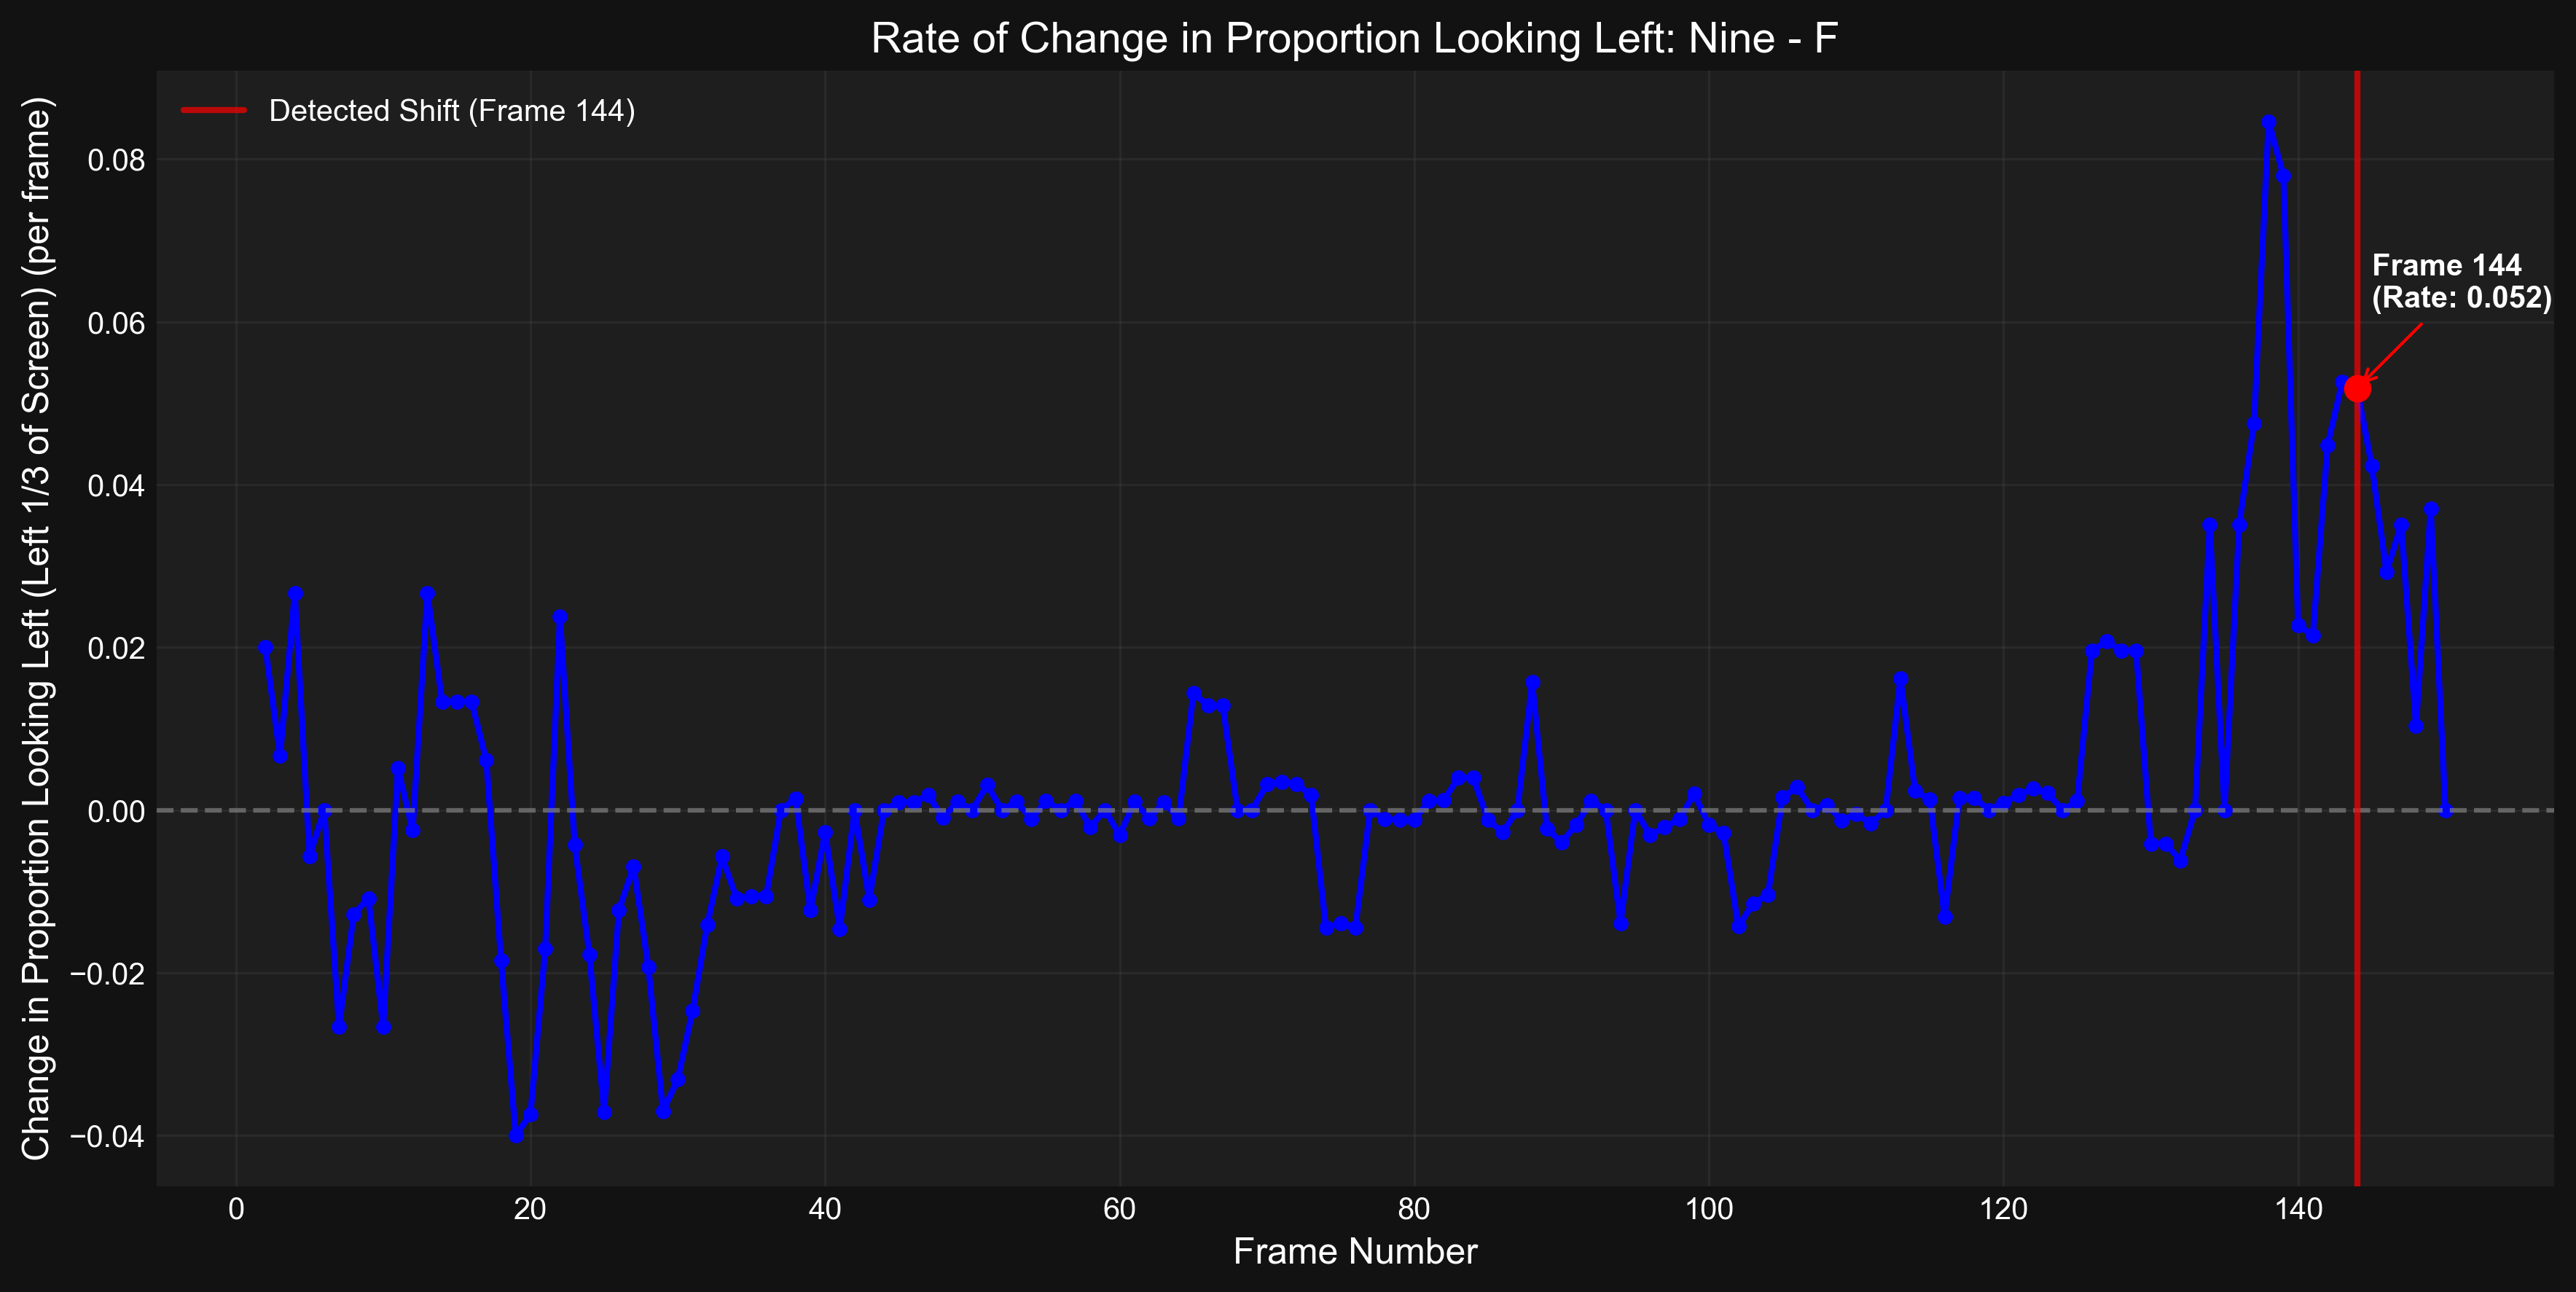 Rate of Change in Proportion Looking Left: Nine - F
Detected Shift (Frame 144)
Change in Proportion Looking Left (Left 1/3 of Screen) (per frame)
0.08
0.06
0.04
0.02
0.00
−0.02
−0.04
Frame 144
(Rate: 0.052)
0 20 40 60 80 100 120 140
Frame Number